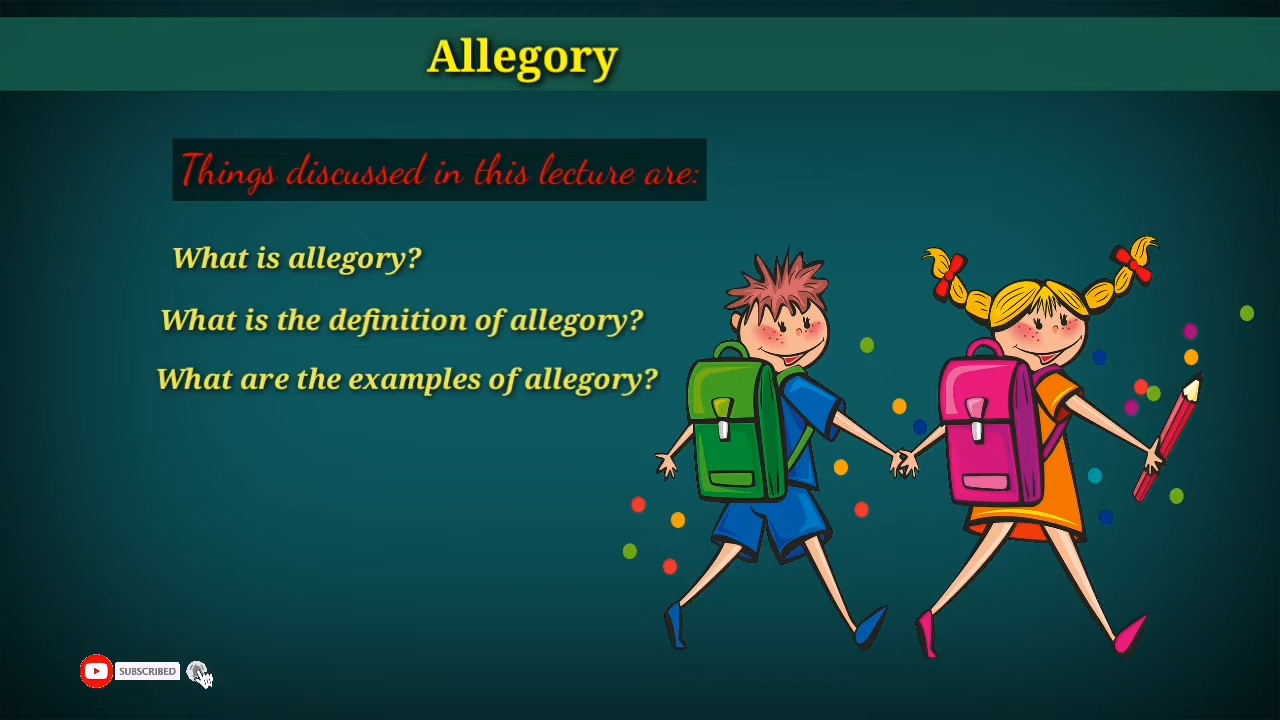 Allegory
Things discussed in this lecture are:
What is allegory?
What is the definition of allegory?
What are the examples of allegory?
SUBSCRIBED